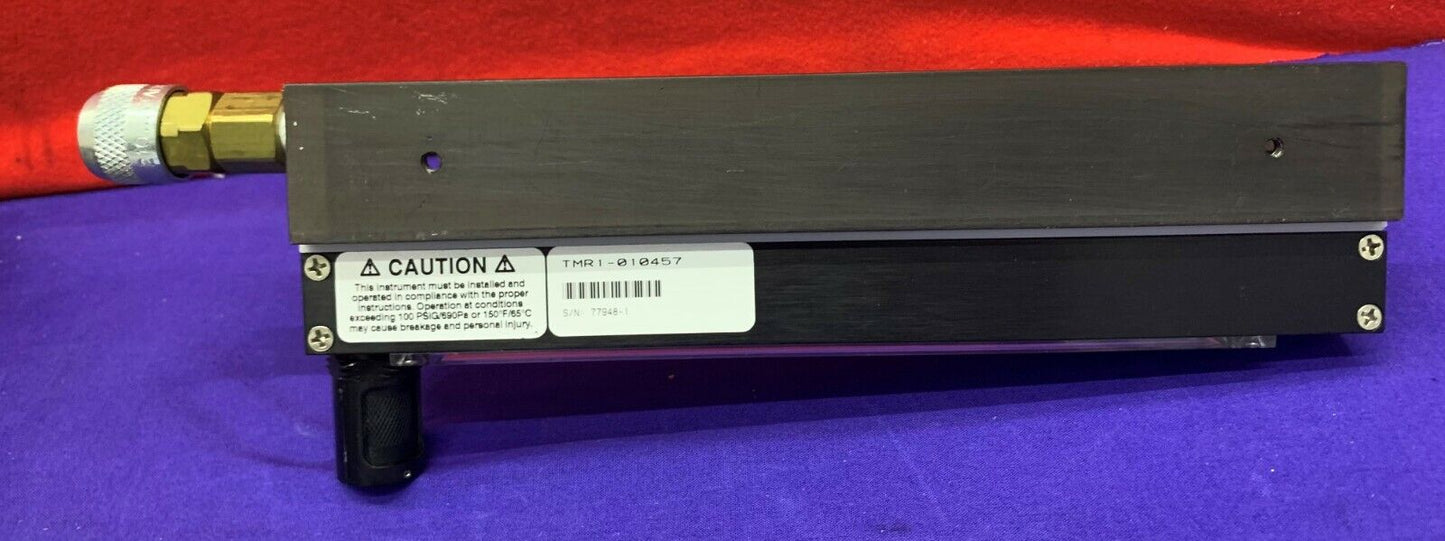 ⚠ CAUTION ⚠
This instrument must be installed and
operated in compliance with the proper
instructions. Operation at conditions
exceeding 100 PSIG/690Pa or 150°F/65°C
may cause breakage and personal injury.
TMR1-010457
S/N: 77948-1